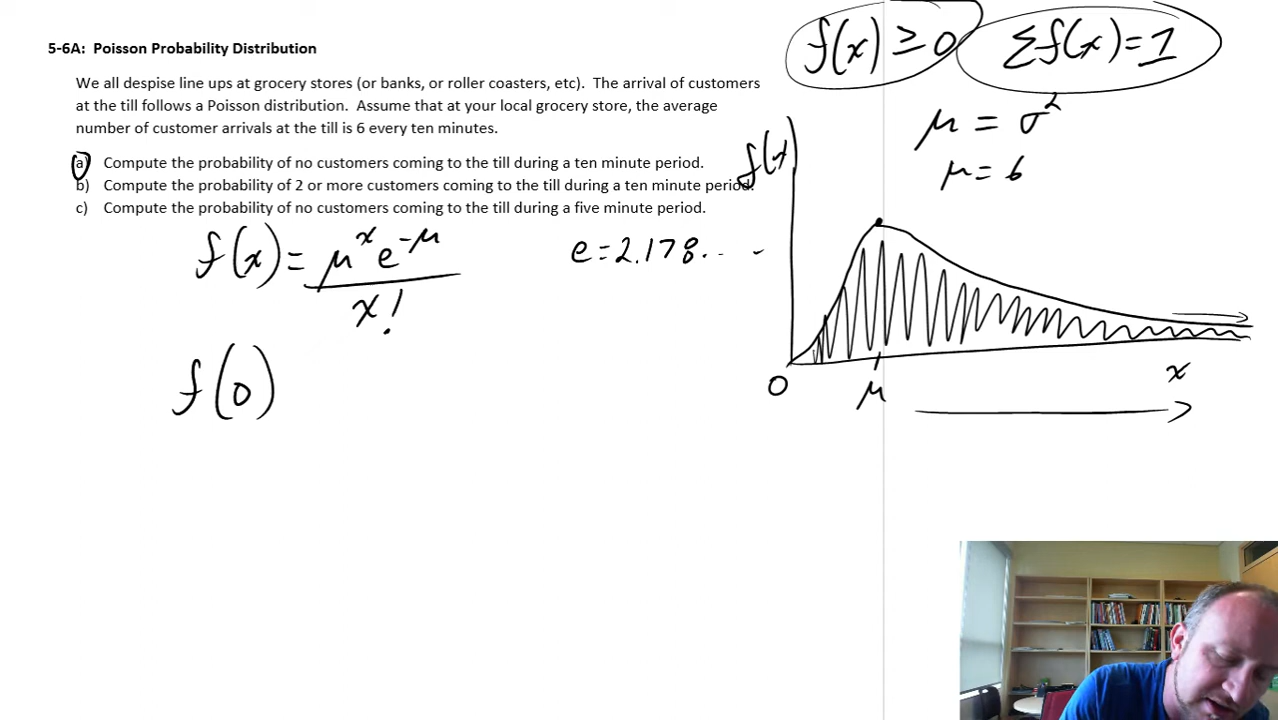 5-6A: Poisson Probability Distribution
We all despise line ups at grocery stores (or banks, or roller coasters, etc). The arrival of customers
at the till follows a Poisson distribution. Assume that at your local grocery store, the average
number of customer arrivals at the till is 6 every ten minutes.
a) Compute the probability of no customers coming to the till during a ten minute period.
b) Compute the probability of 2 or more customers coming to the till during a ten minute period.
c) Compute the probability of no customers coming to the till during a five minute period.
f(x) = μ^x e^-μ / x!
e = 2.178...
f(0)
f(x) ≥ 0
Σf(x) = 1
μ = σ²
μ = 6
f(x)
0
μ
x